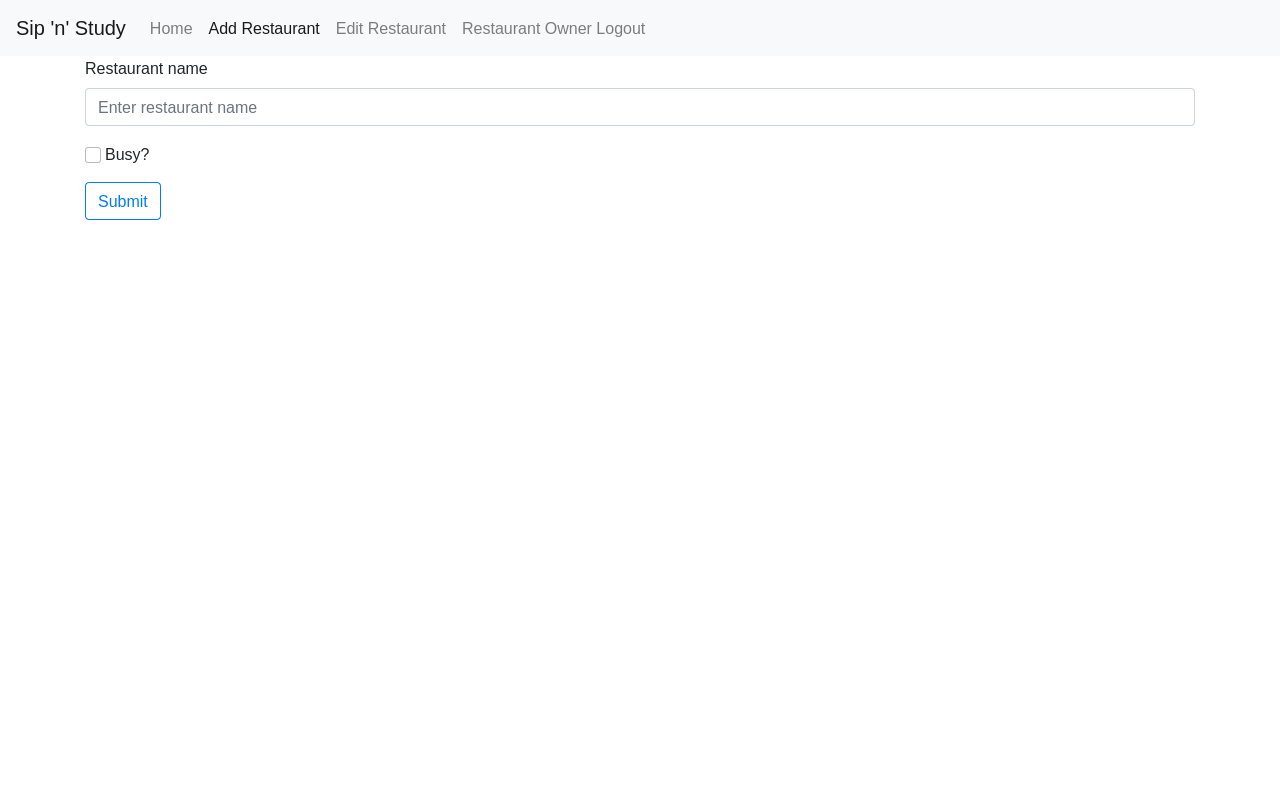 Sip 'n' Study Home Add Restaurant Edit Restaurant Restaurant Owner Logout
Restaurant name
Enter restaurant name
Busy?
Submit